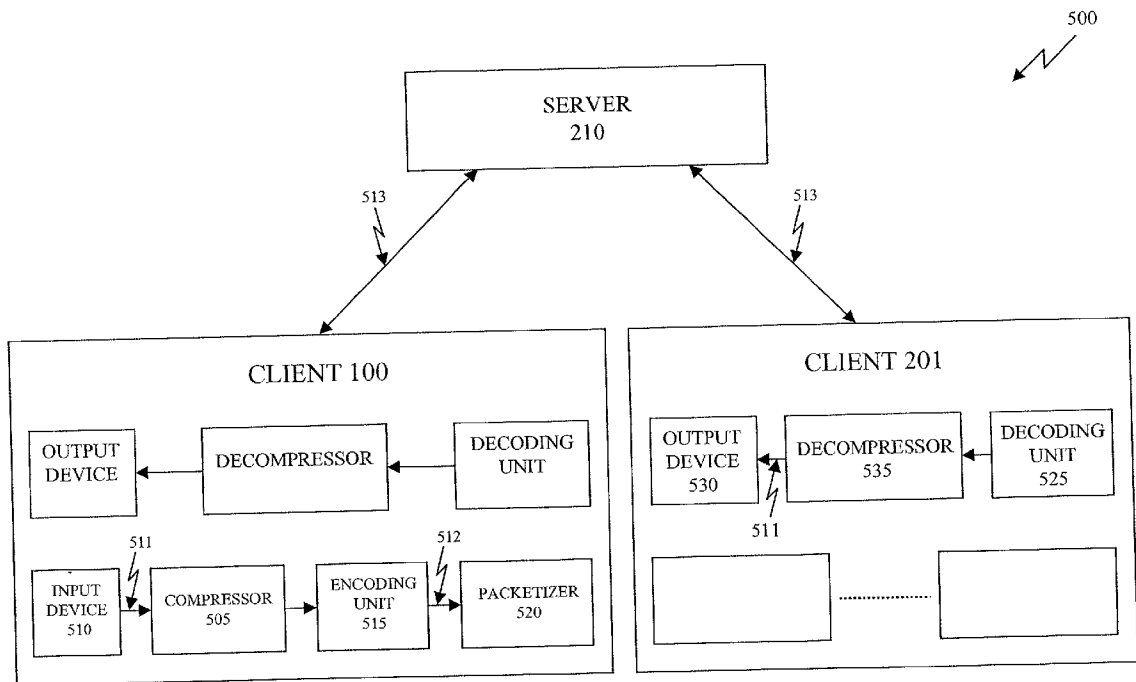 500
SERVER
210
513
513
CLIENT 100
OUTPUT
DEVICE
DECOMPRESSOR
DECODING
UNIT
511
512
INPUT
DEVICE
510
COMPRESSOR
505
ENCODING
UNIT
515
PACKETIZER
520
CLIENT 201
OUTPUT
DEVICE
530
DECOMPRESSOR
535
DECODING
UNIT
525
511